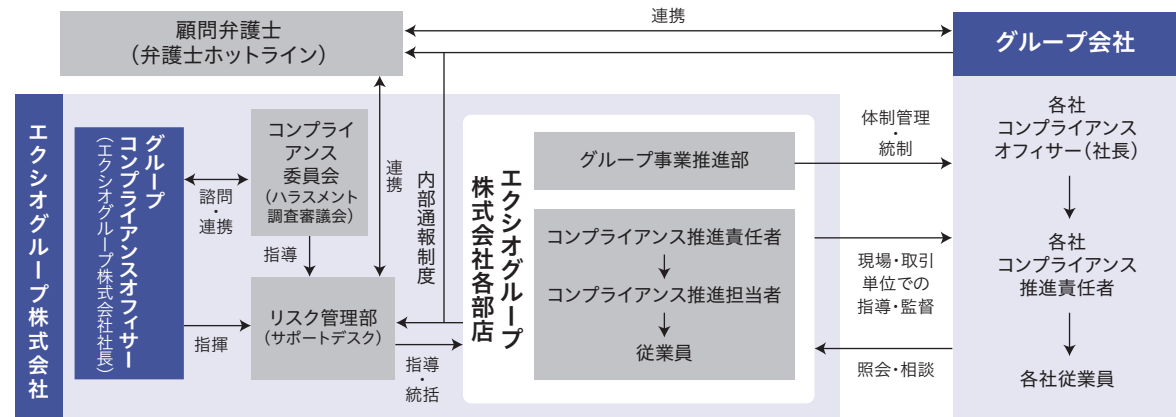 顧問弁護士
（弁護士ホットライン）
連携
グループ会社
エクシオグループ株式会社
グループ
コンプライアンスオフィサー
（エクシオグループ株式会社社長）
諮問・
連携
コンプライ
アンス
委員会
（ハラスメント
調査審議会）
指導
連携
内部通報制度
指揮
リスク管理部
（サポートデスク）
指導・
統括
エクシオグループ
株式会社各部店
グループ事業推進部
コンプライアンス推進責任者
コンプライアンス推進担当者
従業員
体制管理
・
統制
現場・取引
単位での
指導・監督
照会・相談
各社
コンプライアンス
オフィサー（社長）
各社
コンプライアンス
推進責任者
各社従業員